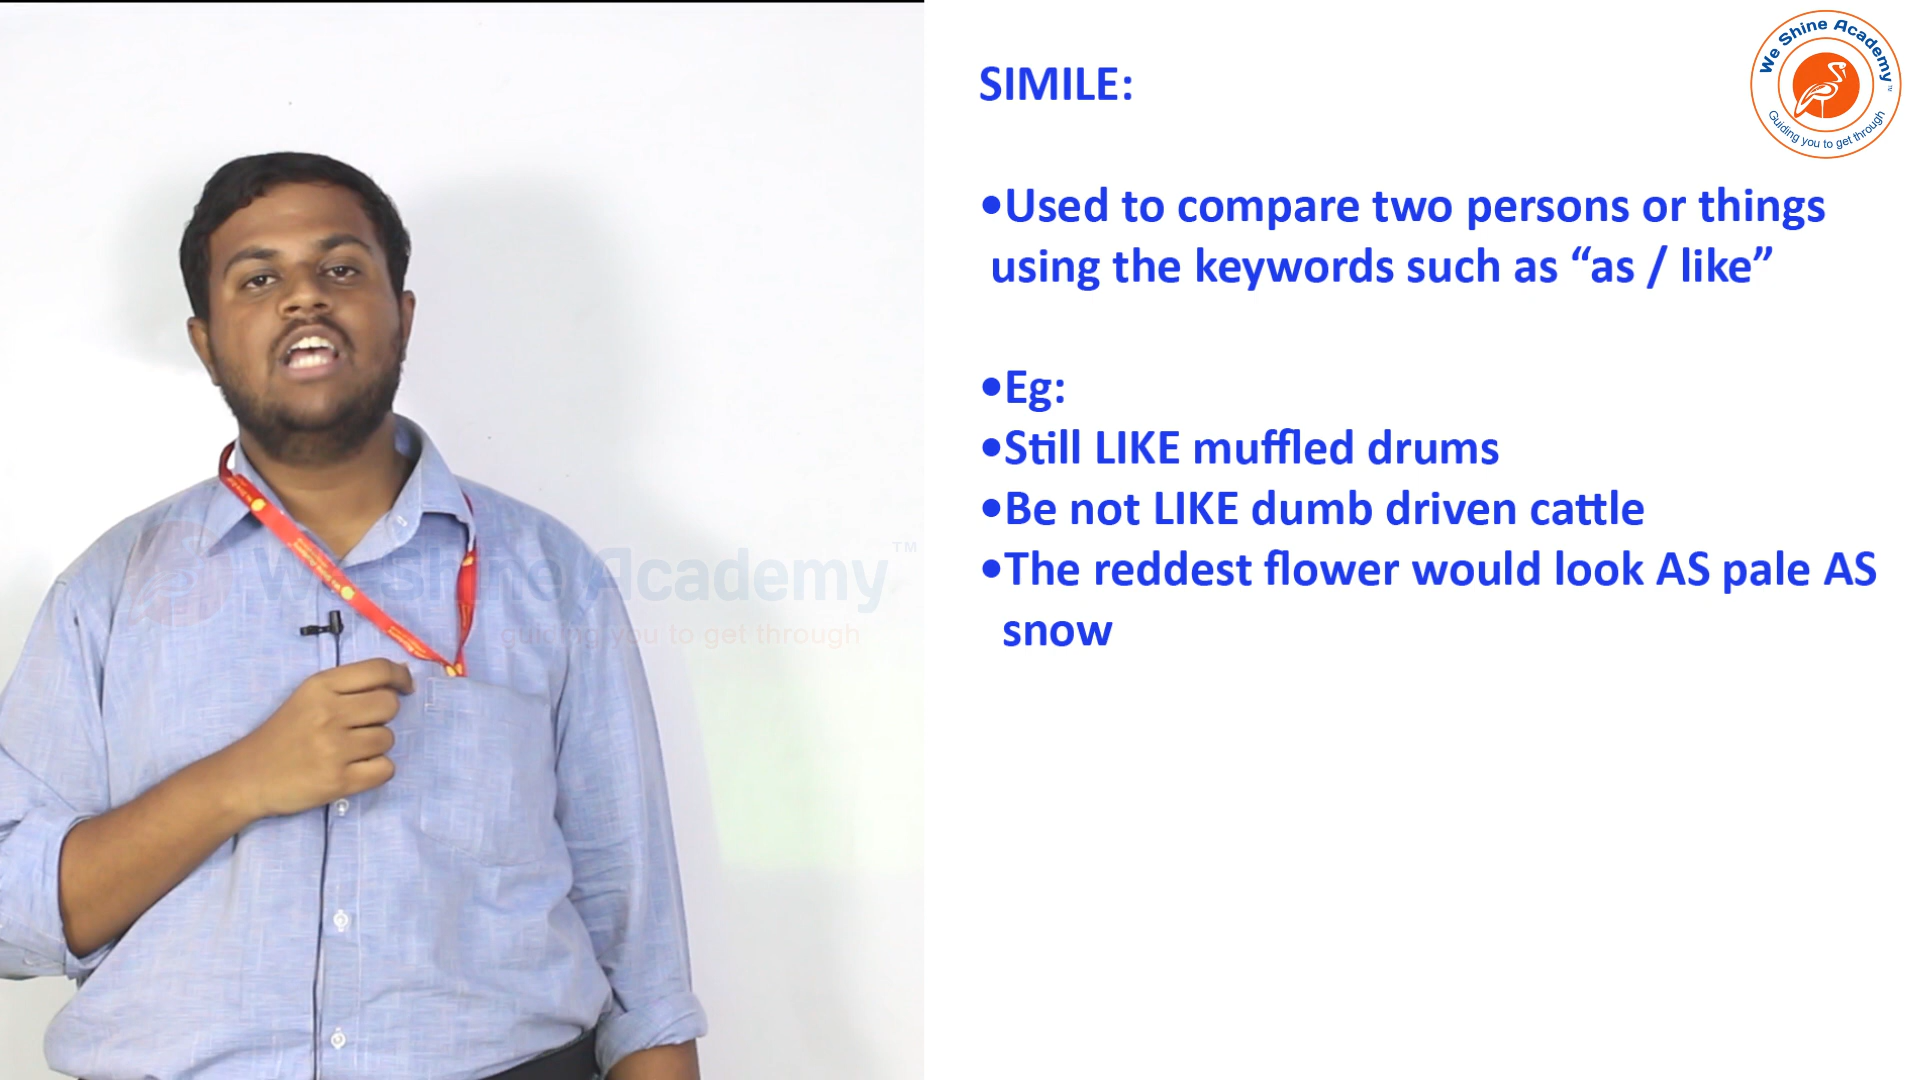 We Shine Academy
TM
Guiding you to get through
SIMILE:
•Used to compare two persons or things
using the keywords such as “as / like”
•Eg:
•Still LIKE muffled drums
•Be not LIKE dumb driven cattle
•The reddest flower would look AS pale AS
snow
We Shine Academy
TM
guiding you to get through